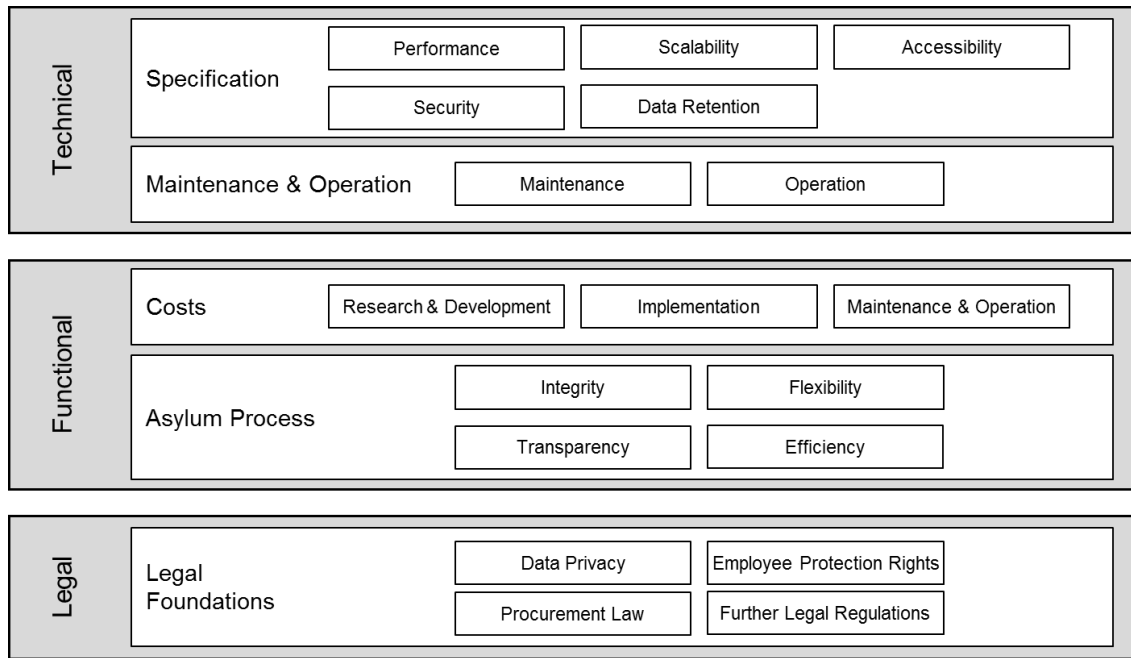 Technical
Specification
Performance
Scalability
Accessibility
Security
Data Retention
Maintenance & Operation
Maintenance
Operation
Functional
Costs
Research & Development
Implementation
Maintenance & Operation
Asylum Process
Integrity
Flexibility
Transparency
Efficiency
Legal
Legal
Foundations
Data Privacy
Employee Protection Rights
Procurement Law
Further Legal Regulations